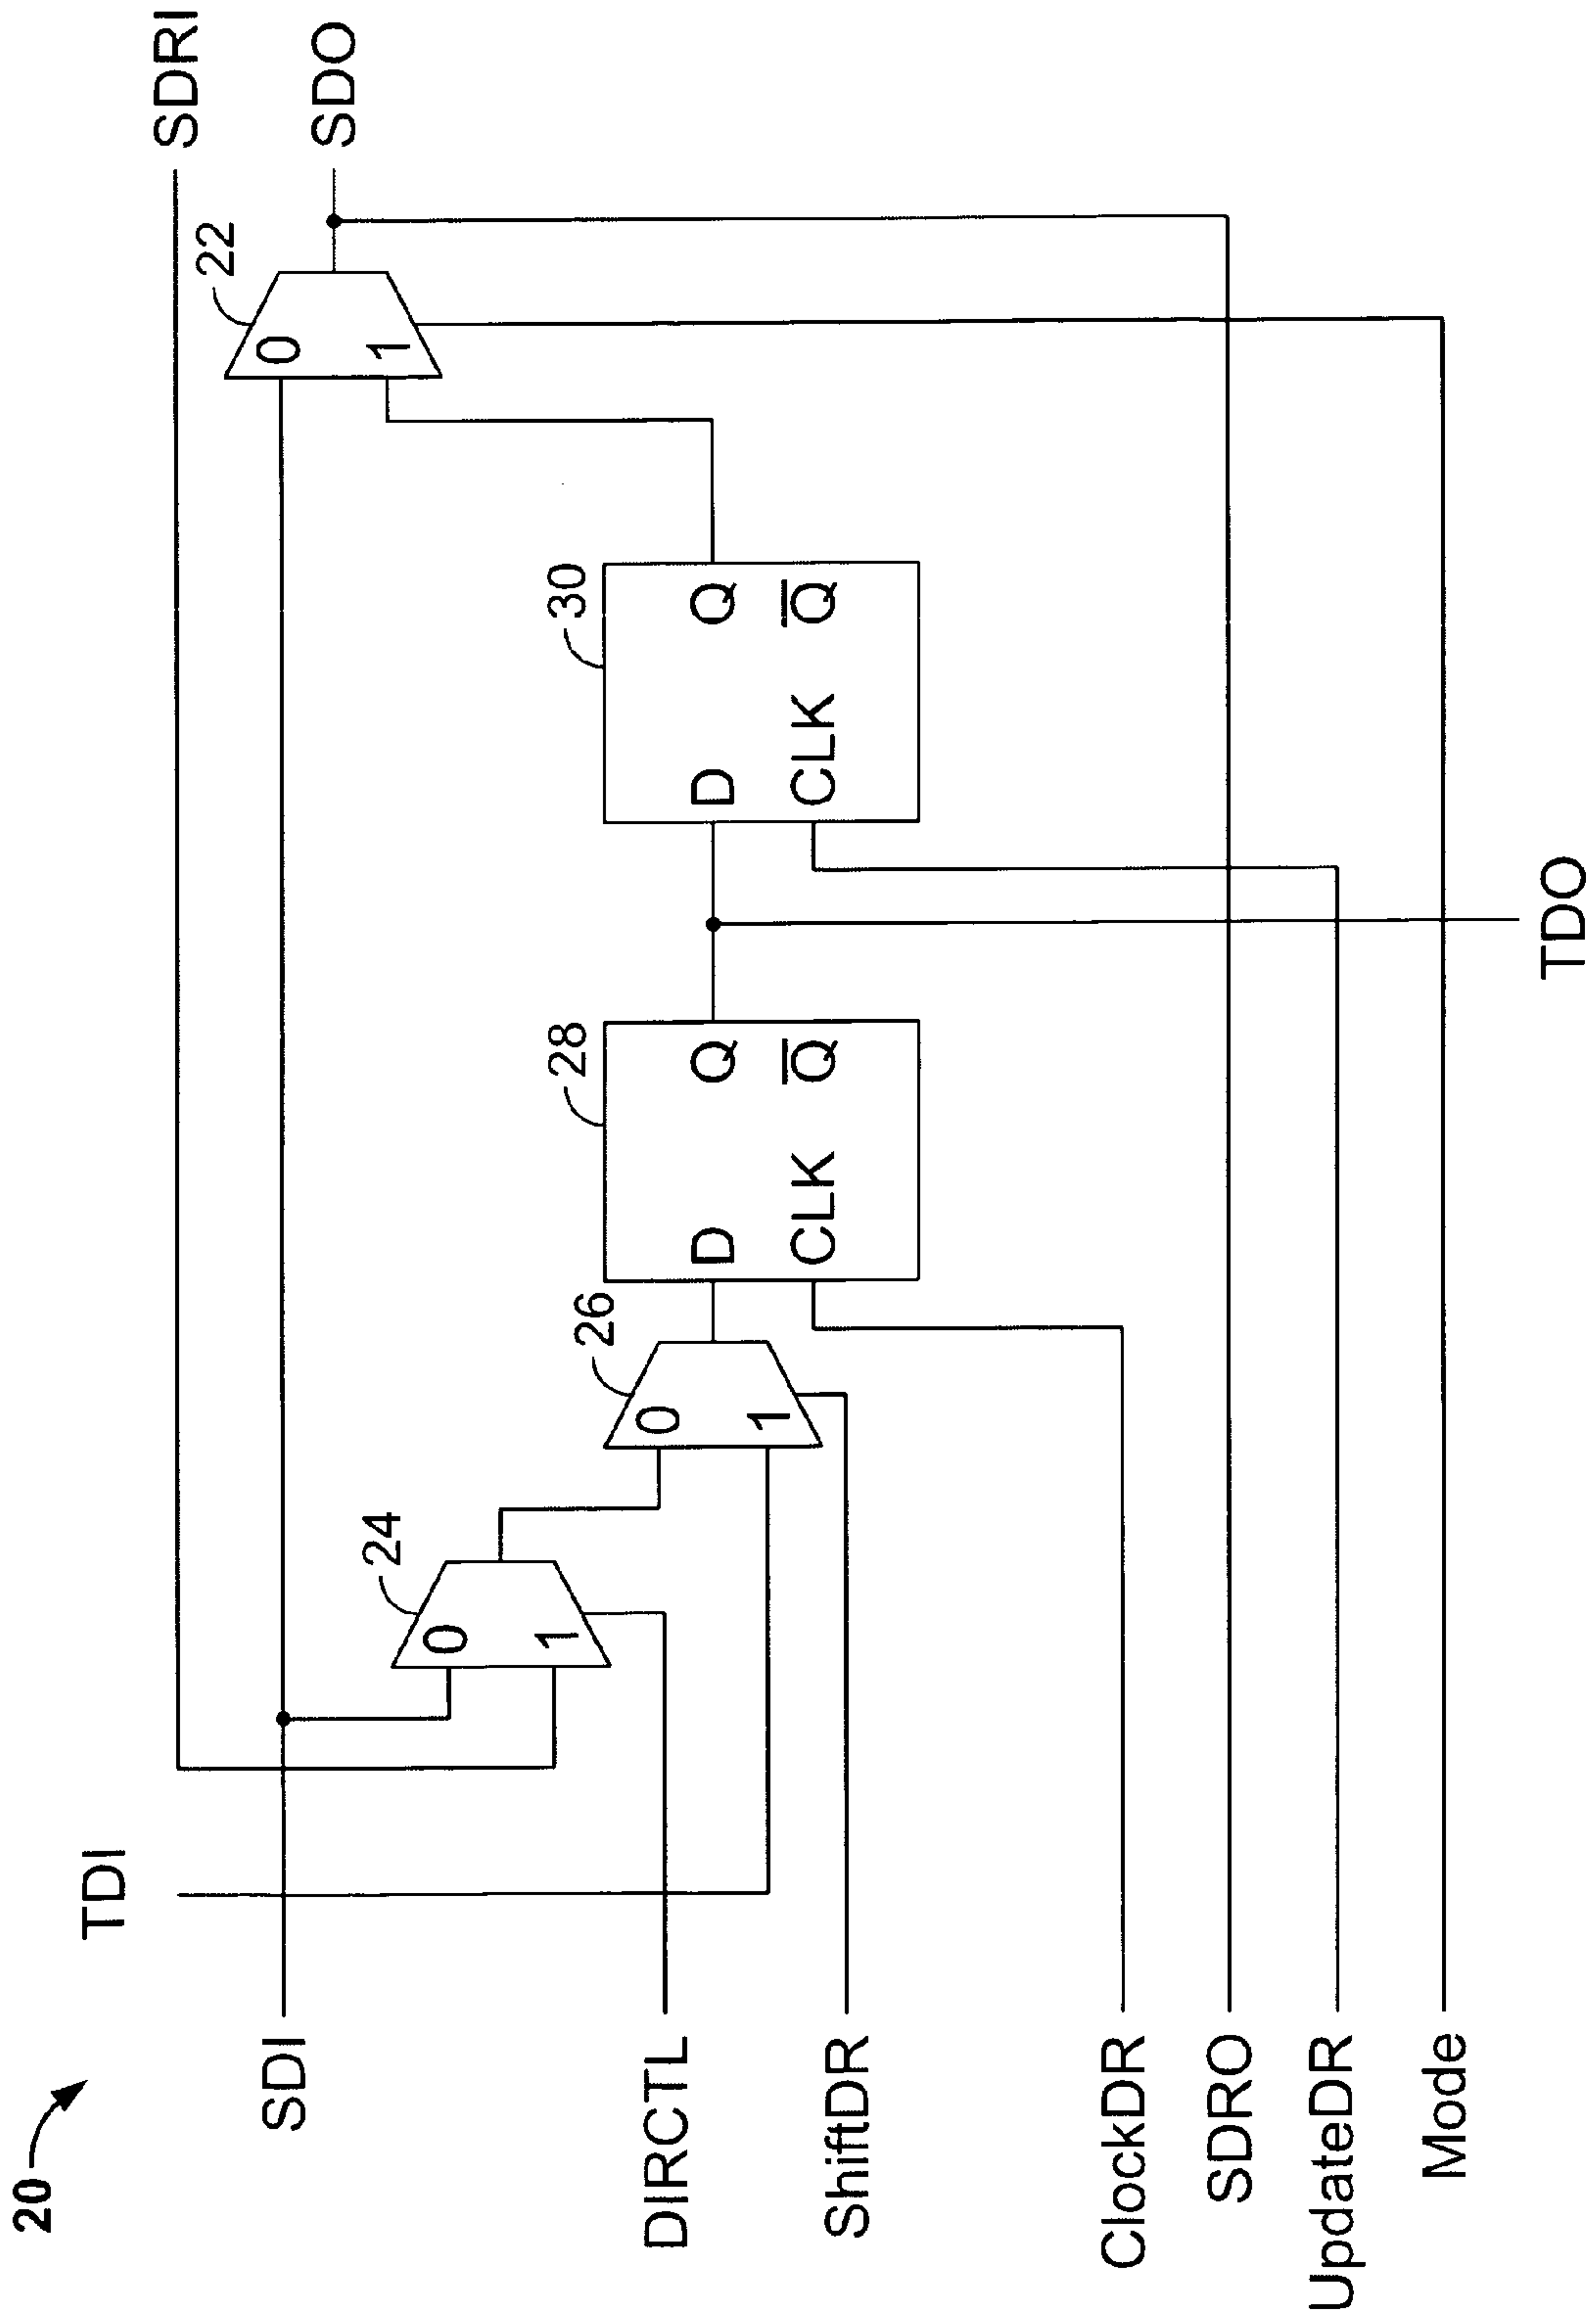 20
TDI
SDRI
SDI
SDO
22
0
1
24
0
1
DIRCTL
26
0
1
ShiftDR
28
D
Q
CLK
Q̅
30
D
Q
CLK
Q̅
ClockDR
SDRO
UpdateDR
Mode
TDO